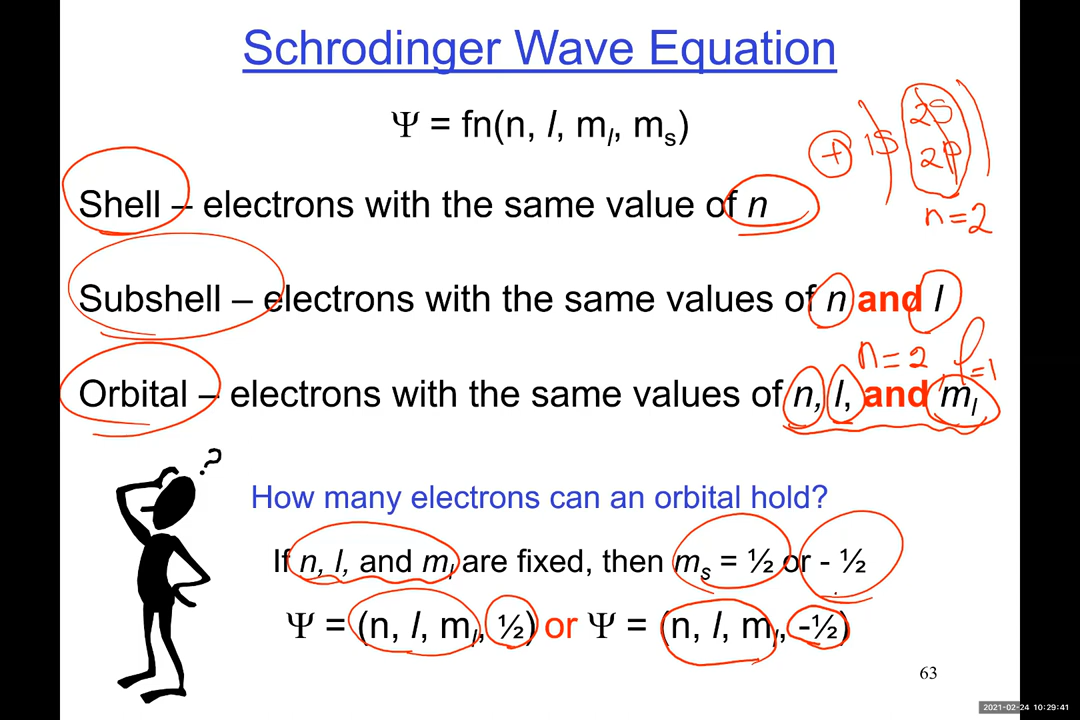 Schrodinger Wave Equation
Ψ = fn(n, l, mₗ, mₛ)
+ 1S 2S
2P
Shell – electrons with the same value of n
n=2
Subshell – electrons with the same values of n and l
n=2 l=1
Orbital – electrons with the same values of n, l, and mₗ
?
How many electrons can an orbital hold?
If n, l, and mₗ are fixed, then mₛ = ½ or - ½
Ψ = (n, l, mₗ, ½) or Ψ = (n, l, mₗ, -½)
63
2021-02-24 10:29:41